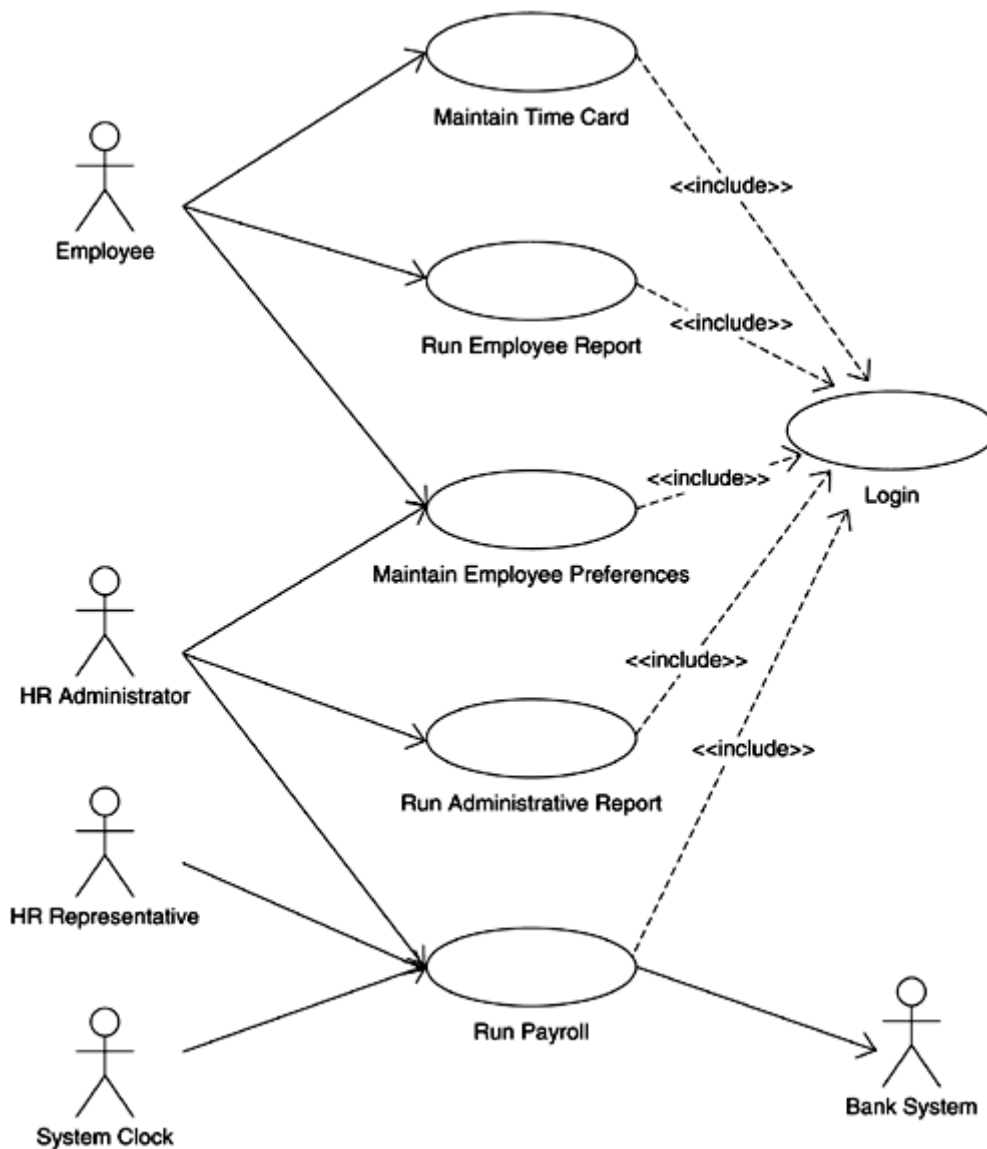 Maintain Time Card
<<include>>
Employee
Run Employee Report
<<include>>
Login
<<include>>
Maintain Employee Preferences
HR Administrator
<<include>>
Run Administrative Report
<<include>>
HR Representative
Run Payroll
Bank System
System Clock